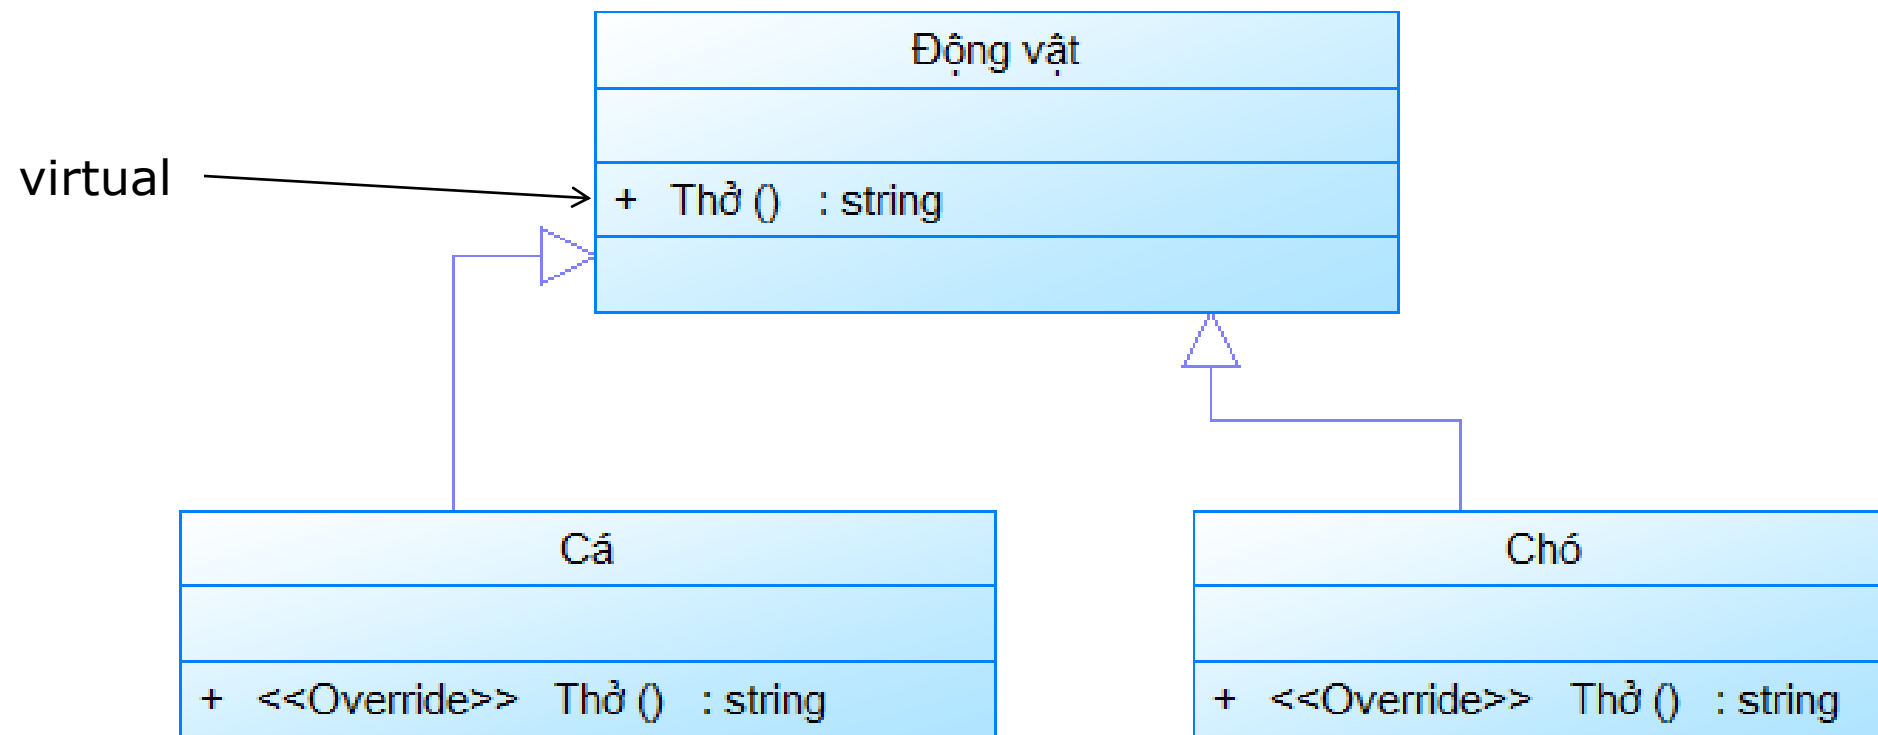 Động vật
virtual
+ Thở () : string
Cá
+ <<Override>> Thở () : string
Chó
+ <<Override>> Thở () : string